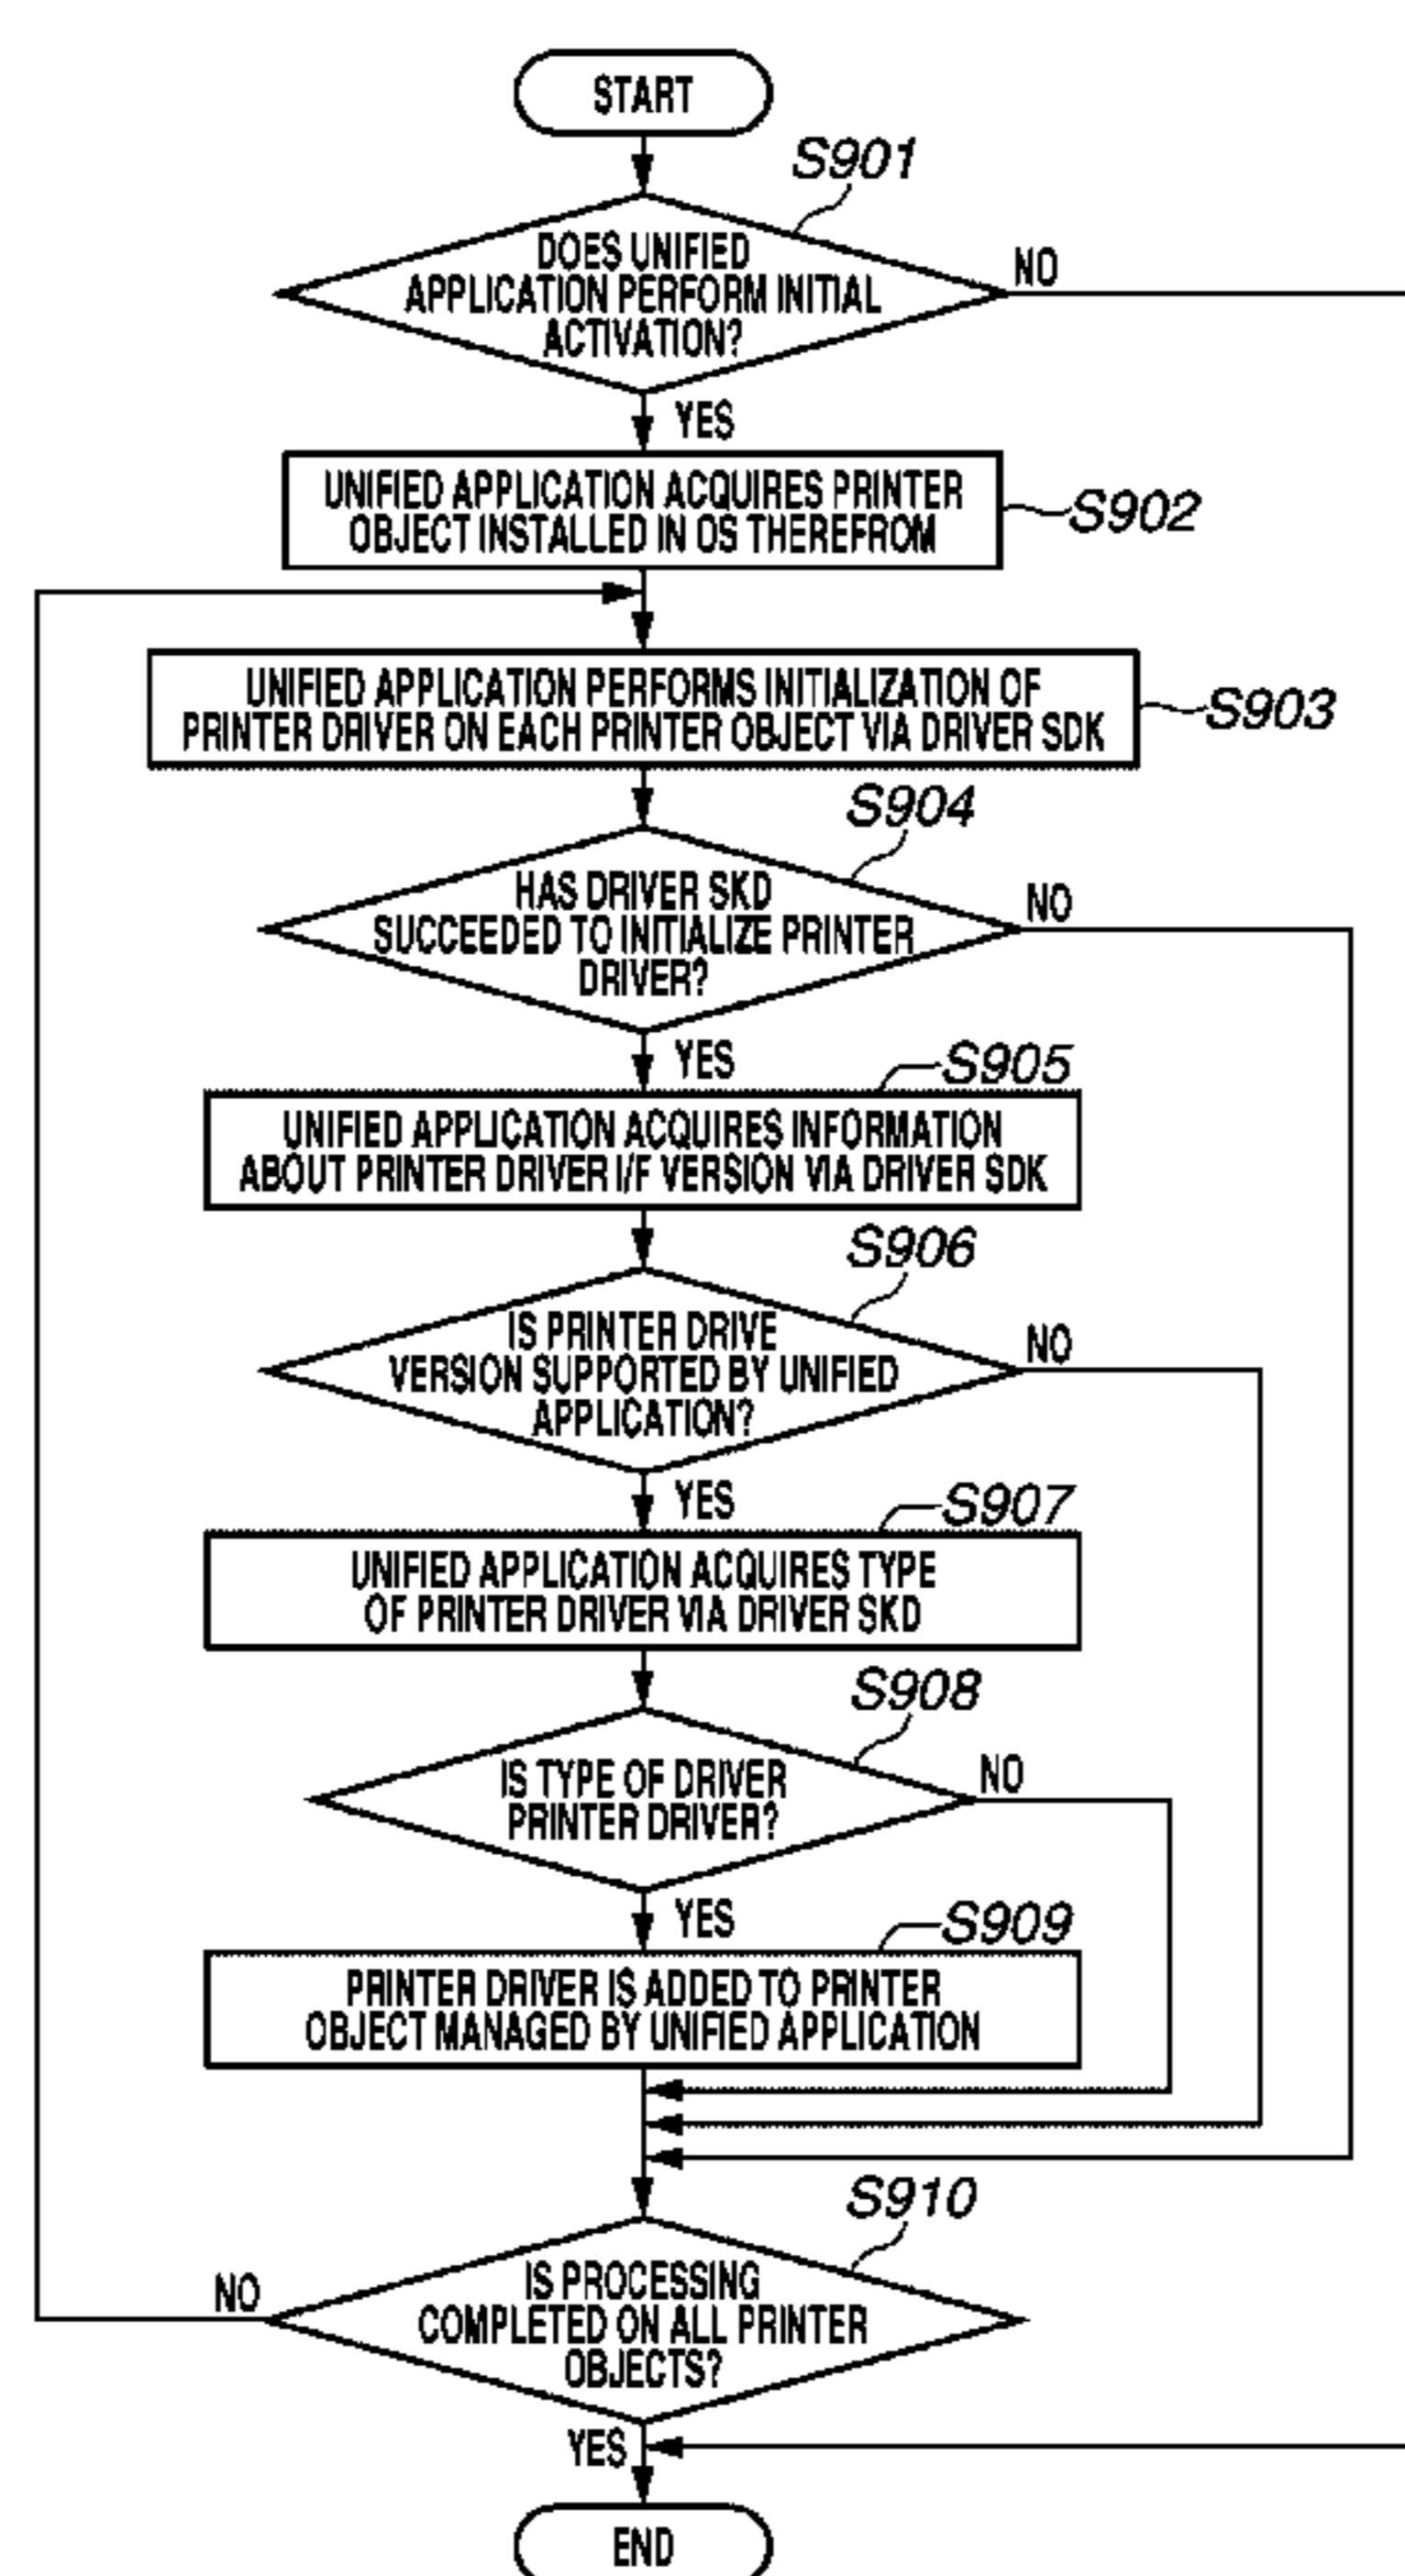 START
S901
DOES UNIFIED
APPLICATION PERFORM INITIAL
ACTIVATION?
NO
YES
UNIFIED APPLICATION ACQUIRES PRINTER
OBJECT INSTALLED IN OS THEREFROM
S902
UNIFIED APPLICATION PERFORMS INITIALIZATION OF
PRINTER DRIVER ON EACH PRINTER OBJECT VIA DRIVER SDK
S903
S904
HAS DRIVER SKD
SUCCEEDED TO INITIALIZE PRINTER
DRIVER?
NO
YES
S905
UNIFIED APPLICATION ACQUIRES INFORMATION
ABOUT PRINTER DRIVER I/F VERSION VIA DRIVER SDK
S906
IS PRINTER DRIVE
VERSION SUPPORTED BY UNIFIED
APPLICATION?
NO
YES
S907
UNIFIED APPLICATION ACQUIRES TYPE
OF PRINTER DRIVER VIA DRIVER SKD
S908
IS TYPE OF DRIVER
PRINTER DRIVER?
NO
YES
S909
PRINTER DRIVER IS ADDED TO PRINTER
OBJECT MANAGED BY UNIFIED APPLICATION
S910
IS PROCESSING
COMPLETED ON ALL PRINTER
OBJECTS?
NO
YES
END